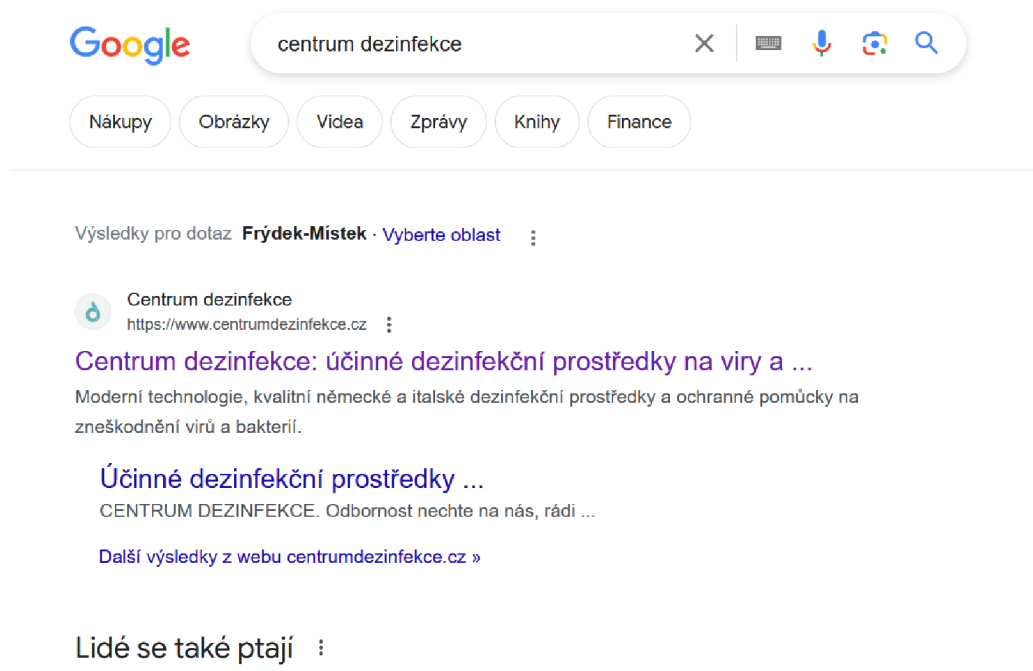 Google
centrum dezinfekce
Nákupy Obrázky Videa Zprávy Knihy Finance
Výsledky pro dotaz Frýdek-Místek · Vyberte oblast
Centrum dezinfekce
https://www.centrumdezinfekce.cz
Centrum dezinfekce: účinné dezinfekční prostředky na viry a ...
Moderní technologie, kvalitní německé a italské dezinfekční prostředky a ochranné pomůcky na
zneškodnění virů a bakterií.
Účinné dezinfekční prostředky ...
CENTRUM DEZINFEKCE. Odbornost nechte na nás, rádi ...
Další výsledky z webu centrumdezinfekce.cz »
Lidé se také ptají